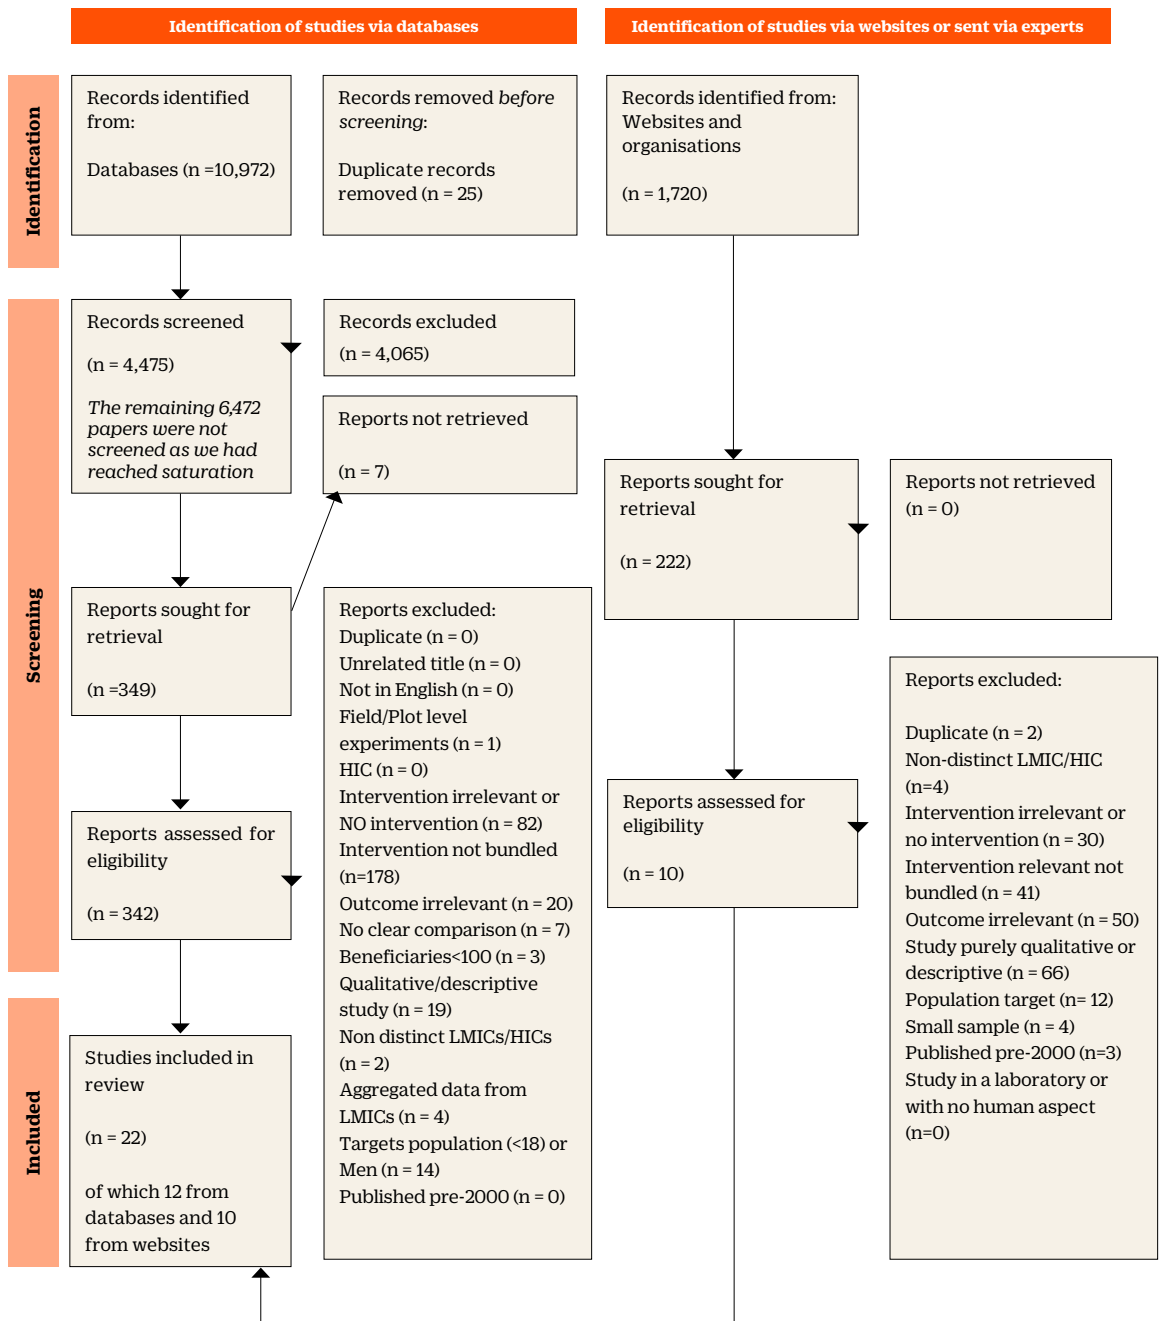 Identification of studies via databases
Identification of studies via websites or sent via experts
Identification
Records identified
from:
Databases (n =10,972)
Records removed before
screening:
Duplicate records
removed (n = 25)
Records identified from:
Websites and
organisations
(n = 1,720)
Screening
Records screened
(n = 4,475)
The remaining 6,472
papers were not
screened as we had
reached saturation
Records excluded
(n = 4,065)
Reports not retrieved
(n = 7)
Reports sought for
retrieval
(n = 222)
Reports not retrieved
(n = 0)
Reports sought for
retrieval
(n =349)
Reports assessed for
eligibility
(n = 342)
Reports excluded:
Duplicate (n = 0)
Unrelated title (n = 0)
Not in English (n = 0)
Field/Plot level
experiments (n = 1)
HIC (n = 0)
Intervention irrelevant or
NO intervention (n = 82)
Intervention not bundled
(n=178)
Outcome irrelevant (n = 20)
No clear comparison (n = 7)
Beneficiaries<100 (n = 3)
Qualitative/descriptive
study (n = 19)
Non distinct LMICs/HICs
(n = 2)
Aggregated data from
LMICs (n = 4)
Targets population (<18) or
Men (n = 14)
Published pre-2000 (n = 0)
Reports assessed for
eligibility
(n = 10)
Reports excluded:
Duplicate (n = 2)
Non-distinct LMIC/HIC
(n=4)
Intervention irrelevant or
no intervention (n = 30)
Intervention relevant not
bundled (n = 41)
Outcome irrelevant (n = 50)
Study purely qualitative or
descriptive (n = 66)
Population target (n= 12)
Small sample (n = 4)
Published pre-2000 (n=3)
Study in a laboratory or
with no human aspect
(n=0)
Included
Studies included in
review
(n = 22)
of which 12 from
databases and 10
from websites